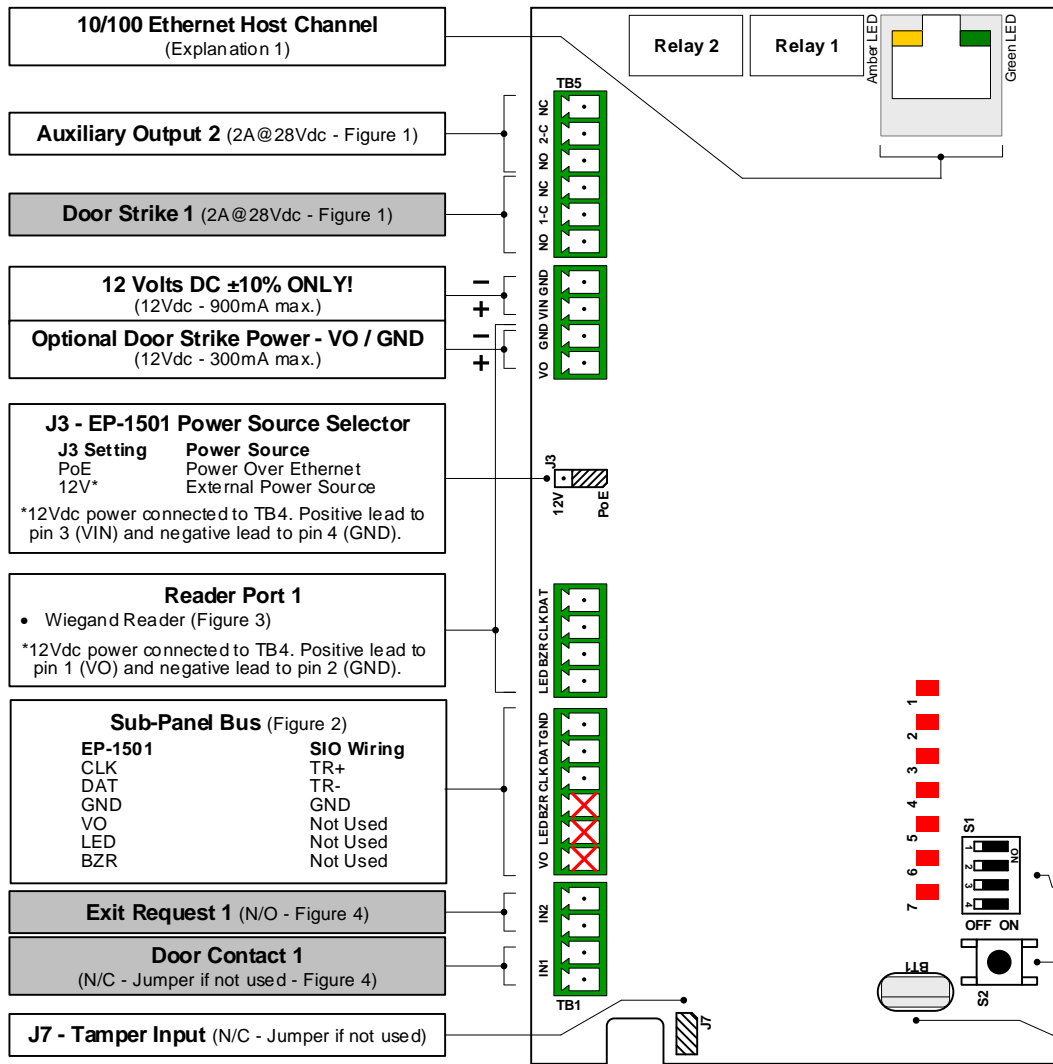 10/100 Ethernet Host Channel
(Explanation 1)
Auxiliary Output 2 (2A@28Vdc - Figure 1)
Door Strike 1 (2A@28Vdc - Figure 1)
12 Volts DC ±10% ONLY!
(12Vdc - 900mA max.)
Optional Door Strike Power - VO / GND
(12Vdc - 300mA max.)
−
+
−
+
J3 - EP-1501 Power Source Selector
J3 Setting Power Source
PoE Power Over Ethernet
12V* External Power Source
*12Vdc power connected to TB4. Positive lead to
pin 3 (VIN) and negative lead to pin 4 (GND).
Reader Port 1
• Wiegand Reader (Figure 3)
*12Vdc power connected to TB4. Positive lead to
pin 1 (VO) and negative lead to pin 2 (GND).
Sub-Panel Bus (Figure 2)
EP-1501 SIO Wiring
CLK TR+
DAT TR-
GND GND
VO Not Used
LED Not Used
BZR Not Used
Exit Request 1 (N/O - Figure 4)
Door Contact 1
(N/C - Jumper if not used - Figure 4)
J7 - Tamper Input (N/C - Jumper if not used)
TB5
NO 2-C NC
NO 1-C NC
VO GND VIN GND
J3
12V
PoE
LED BZR CLK DAT
VO LED BZR CLK DAT GND
IN2
IN1
TB1
J7
Relay 2
Relay 1
Amber LED
Green LED
1
2
3
4
5
6
7
S1
ON
1
2
3
4
OFF ON
S2
BT1